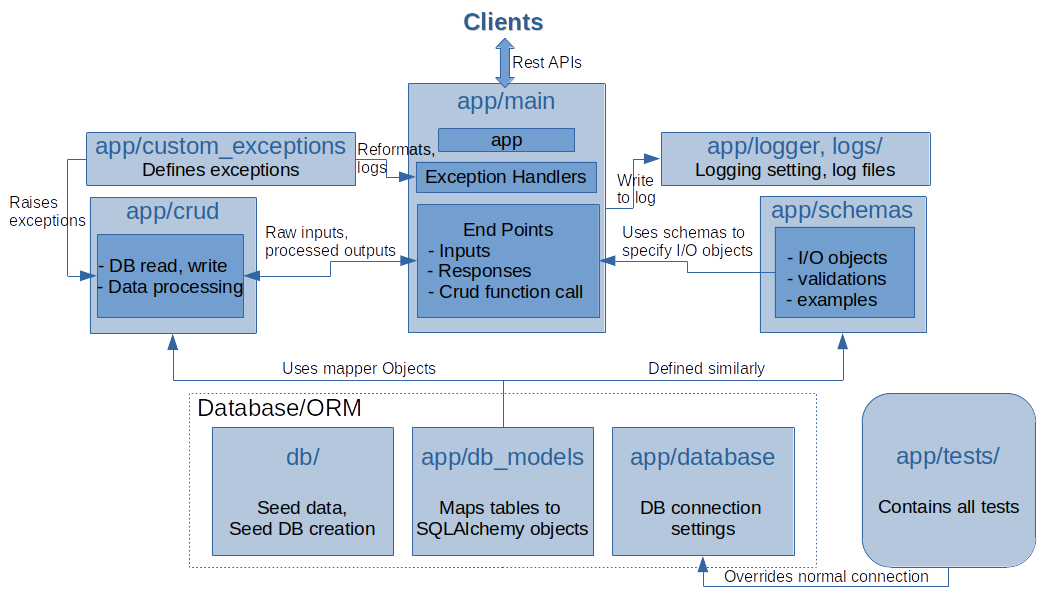 Clients
Rest APIs
app/main
app
Exception Handlers
End Points
- Inputs
- Responses
- Crud function call
app/custom_exceptions
Defines exceptions
Reformats,
logs
Raises
exceptions
app/crud
- DB read, write
- Data processing
Raw inputs,
processed outputs
app/logger, logs/
Logging setting, log files
Write
to log
app/schemas
- I/O objects
- validations
- examples
Uses schemas to
specify I/O objects
Uses mapper Objects
Defined similarly
Database/ORM
db/
Seed data,
Seed DB creation
app/db_models
Maps tables to
SQLAlchemy objects
app/database
DB connection
settings
app/tests/
Contains all tests
Overrides normal connection